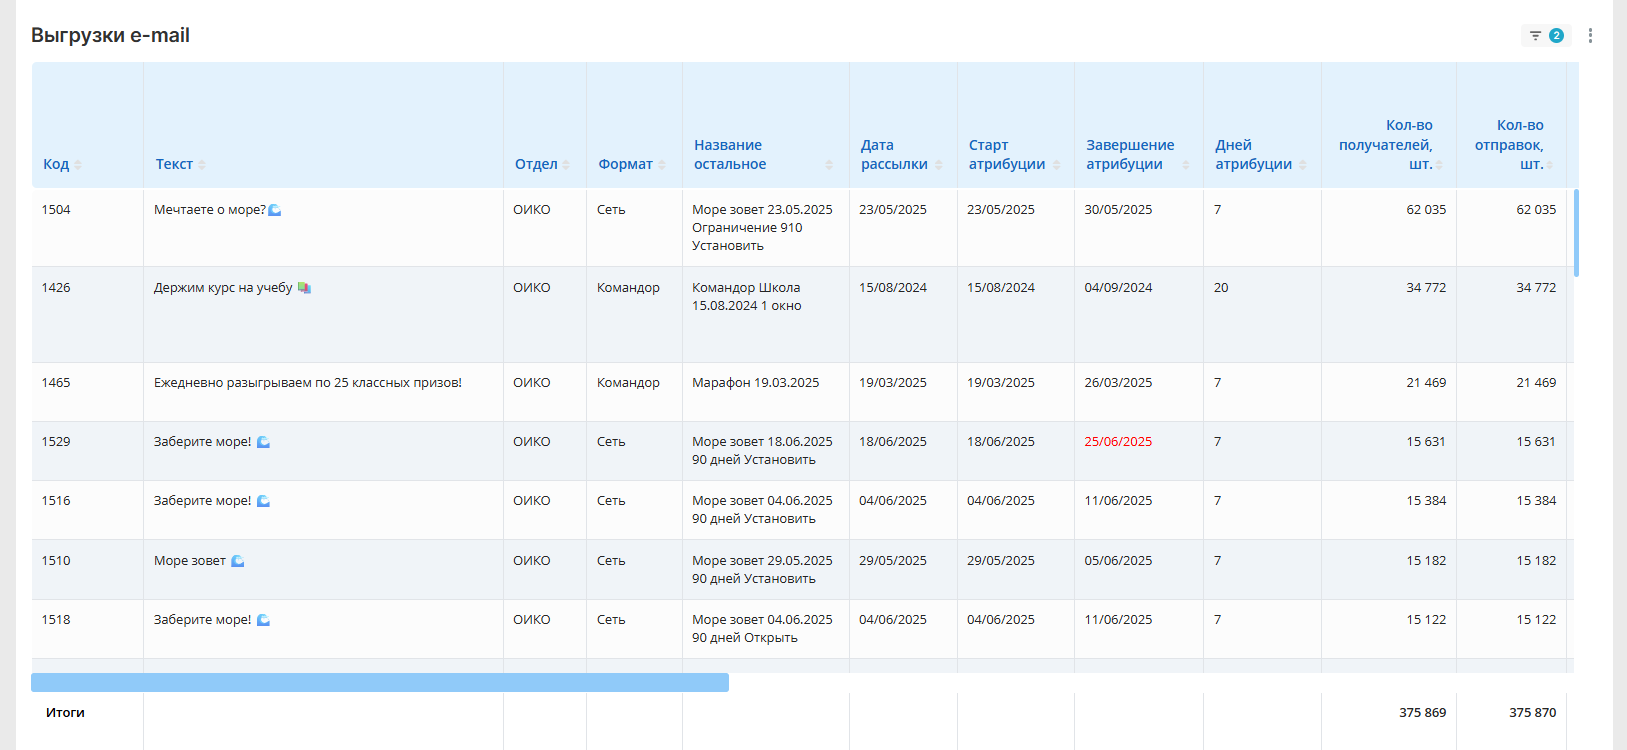 Выгрузки e-mail
2
Код Текст Отдел Формат Название остальное Дата рассылки Старт атрибуции Завершение атрибуции Дней атрибуции Кол-во получателей, шт. Кол-во отправок, шт.
1504 Мечтаете о море?🌊 ОИКО Сеть Море зовет 23.05.2025 23/05/2025 23/05/2025 30/05/2025 7 62 035 62 035
Ограничение 910
Установить
1426 Держим курс на учебу 📚 ОИКО Командор Командор Школа 15/08/2024 15/08/2024 04/09/2024 20 34 772 34 772
15.08.2024 1 окно
1465 Ежедневно разыгрываем по 25 классных призов! ОИКО Командор Марафон 19.03.2025 19/03/2025 19/03/2025 26/03/2025 7 21 469 21 469
1529 Заберите море! 🌊 ОИКО Сеть Море зовет 18.06.2025 18/06/2025 18/06/2025 25/06/2025 7 15 631 15 631
90 дней Установить
1516 Заберите море! 🌊 ОИКО Сеть Море зовет 04.06.2025 04/06/2025 04/06/2025 11/06/2025 7 15 384 15 384
90 дней Установить
1510 Море зовет 🌊 ОИКО Сеть Море зовет 29.05.2025 29/05/2025 29/05/2025 05/06/2025 7 15 182 15 182
90 дней Установить
1518 Заберите море! 🌊 ОИКО Сеть Море зовет 04.06.2025 04/06/2025 04/06/2025 11/06/2025 7 15 122 15 122
90 дней Открыть
Итоги 375 869 375 870